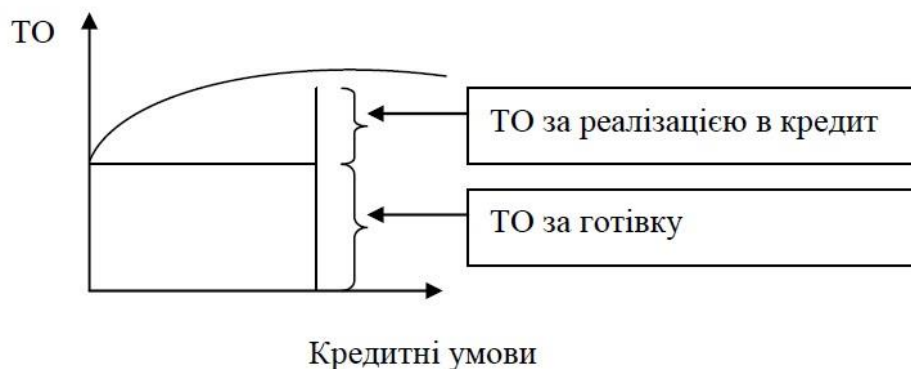 ТО
ТО за реалізацією в кредит
ТО за готівку
Кредитні умови